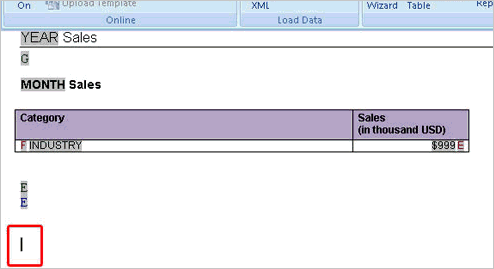 On Upload Template XML Wizard Table Rep
Online Load Data
YEAR Sales
G
MONTH Sales
Category Sales
(in thousand USD)
F INDUSTRY $999 E
E
E